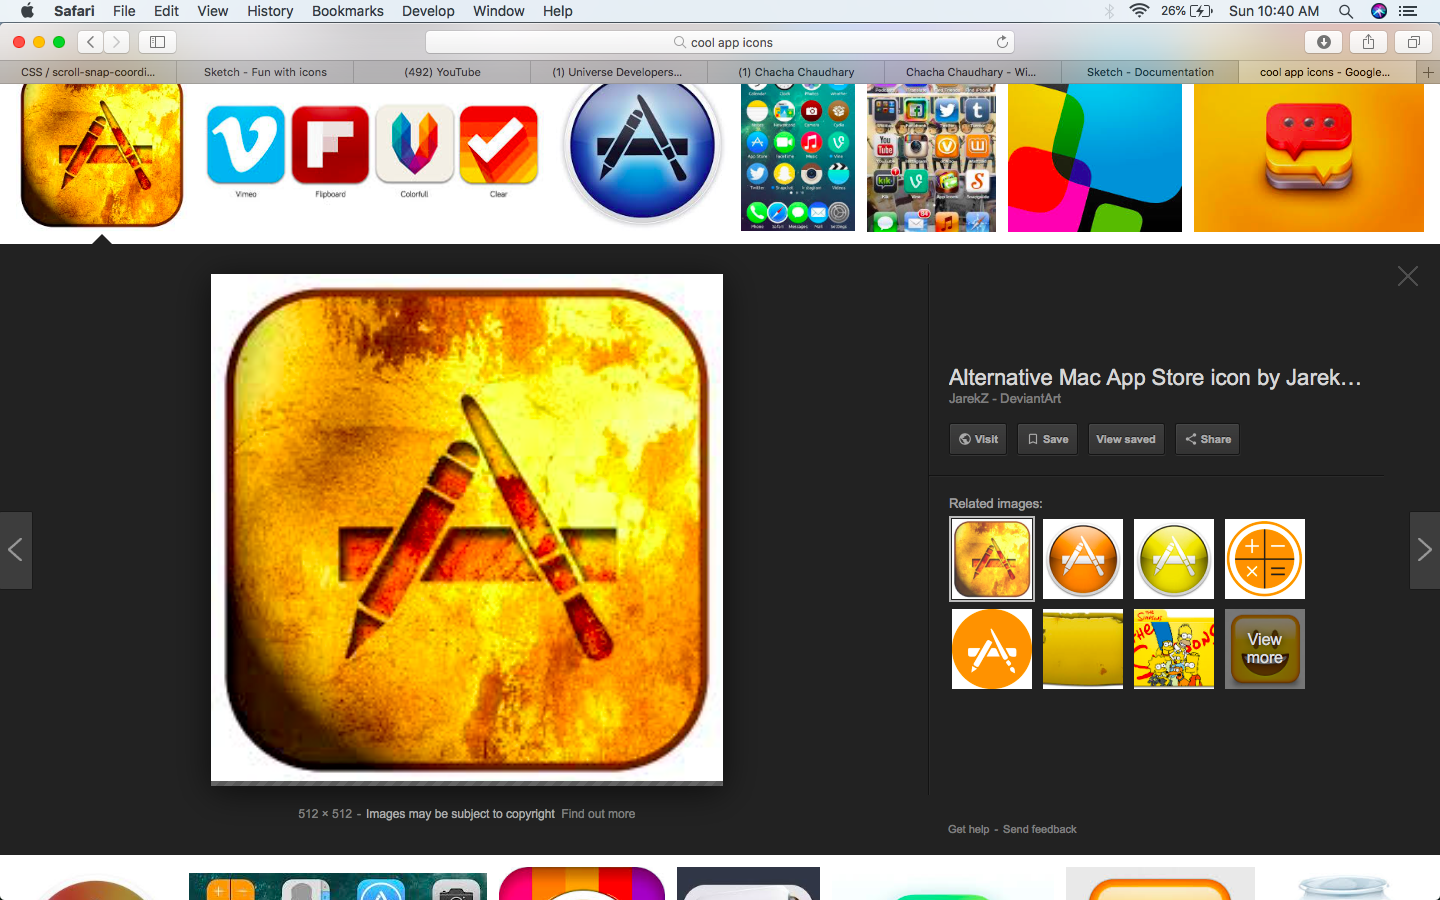 Safari File Edit View History Bookmarks Develop Window Help 26% Sun 10:40 AM
cool app icons
CSS / scroll-snap-coordi... Sketch - Fun with icons (492) YouTube (1) Universe Developers... (1) Chacha Chaudhary Chacha Chaudhary - Wi... Sketch - Documentation cool app icons - Google...
Vimeo Flipboard Colorfull Clear
Alternative Mac App Store icon by Jarek...
JarekZ - DeviantArt
Visit Save View saved Share
Related images:
The Simpsons
View
more
512 × 512 - Images may be subject to copyright Find out more
Get help - Send feedback